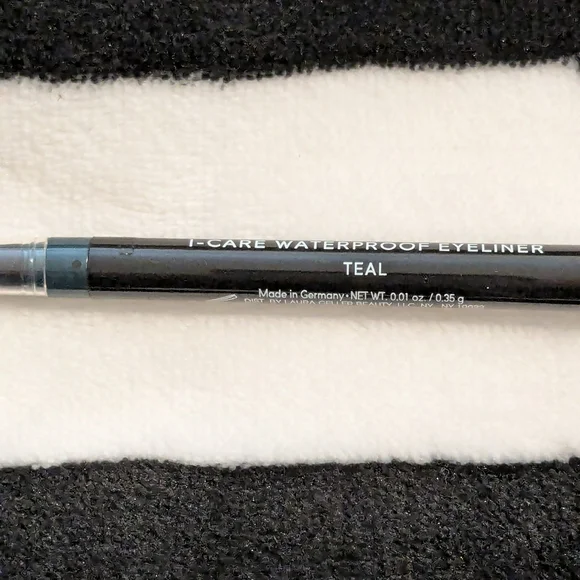 I-CARE WATERPROOF EYELINER
TEAL
Made in Germany • NET WT. 0.01 oz. / 0.35 g
DIST. BY LAURA GELLER BEAUTY, LLC, NY, NY